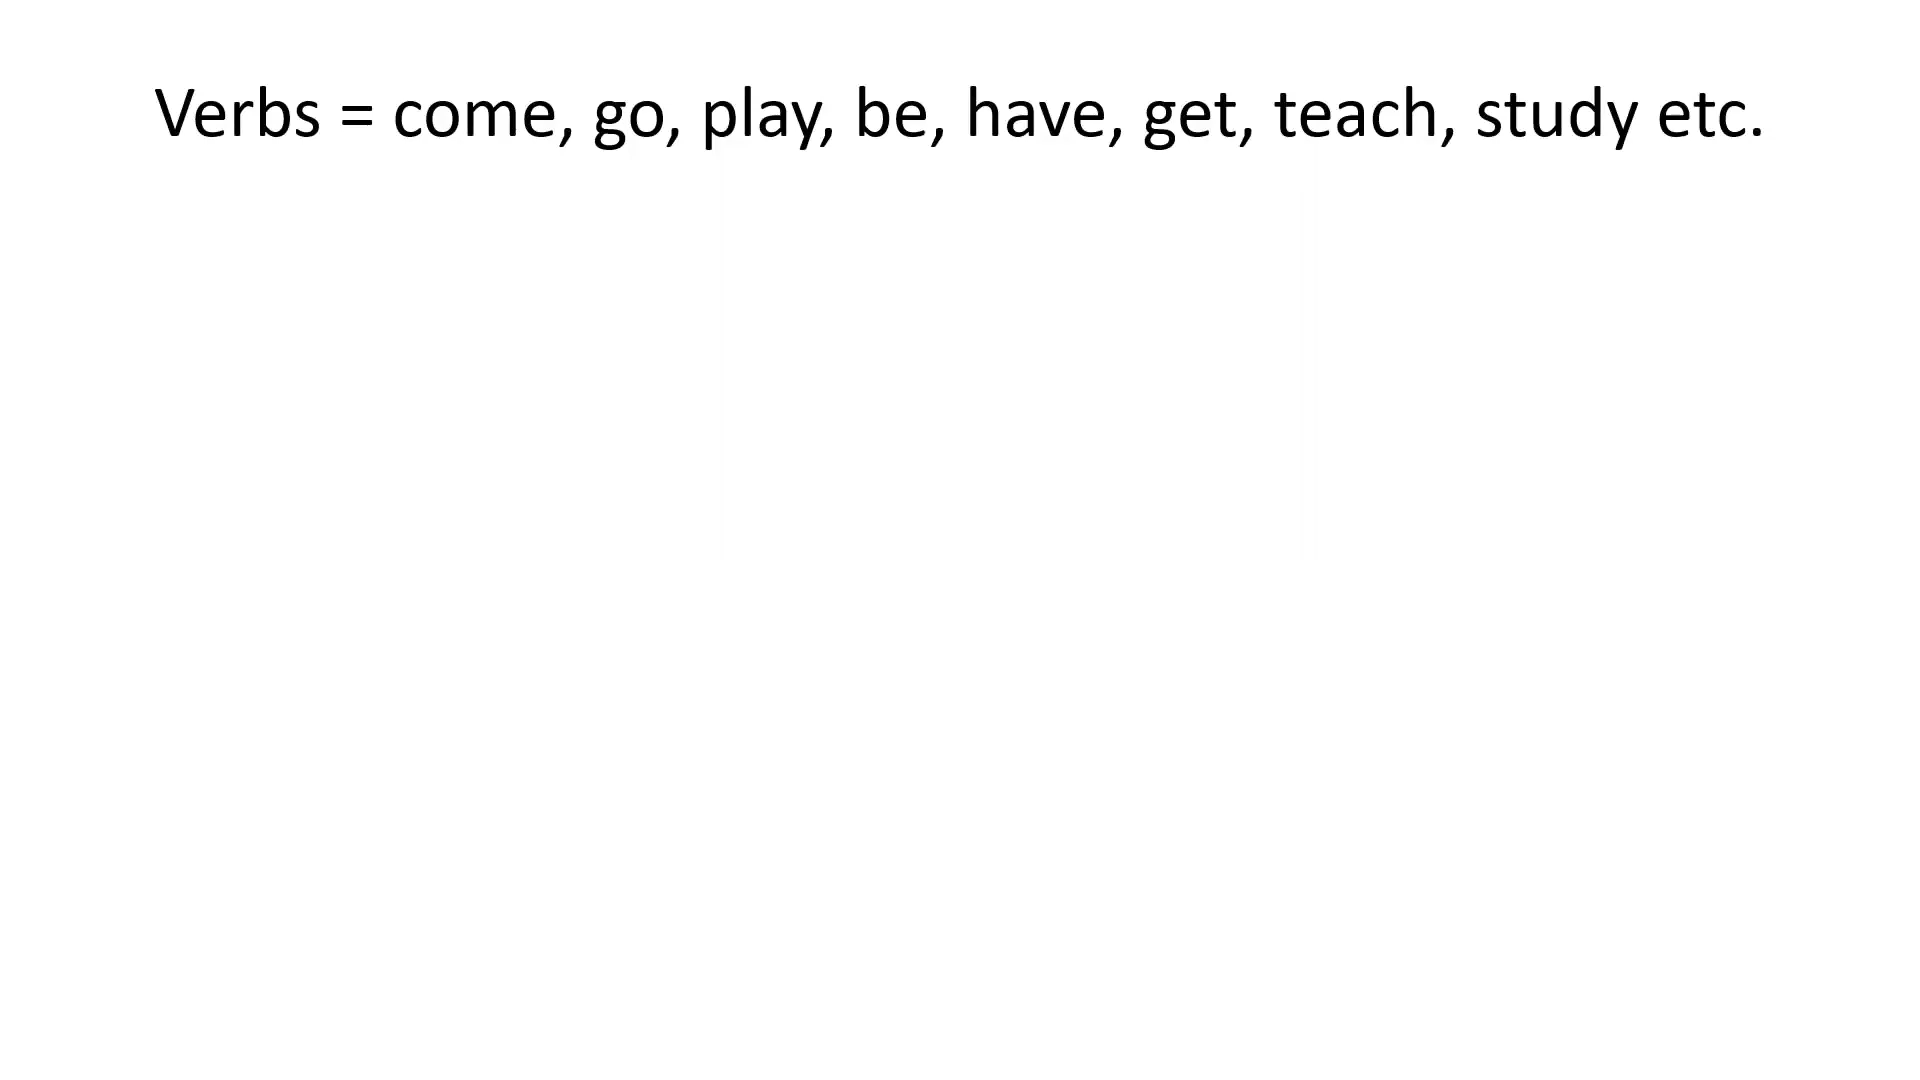 Verbs = come, go, play, be, have, get, teach, study etc.